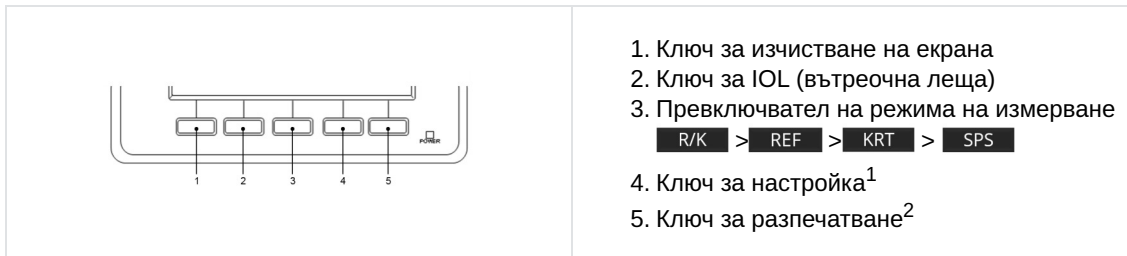 POWER
1 2 3 4 5
1. Ключ за изчистване на екрана
2. Ключ за IOL (вътреочна леща)
3. Превключвател на режима на измерване
R/K > REF > KRT > SPS
4. Ключ за настройка1
5. Ключ за разпечатване2